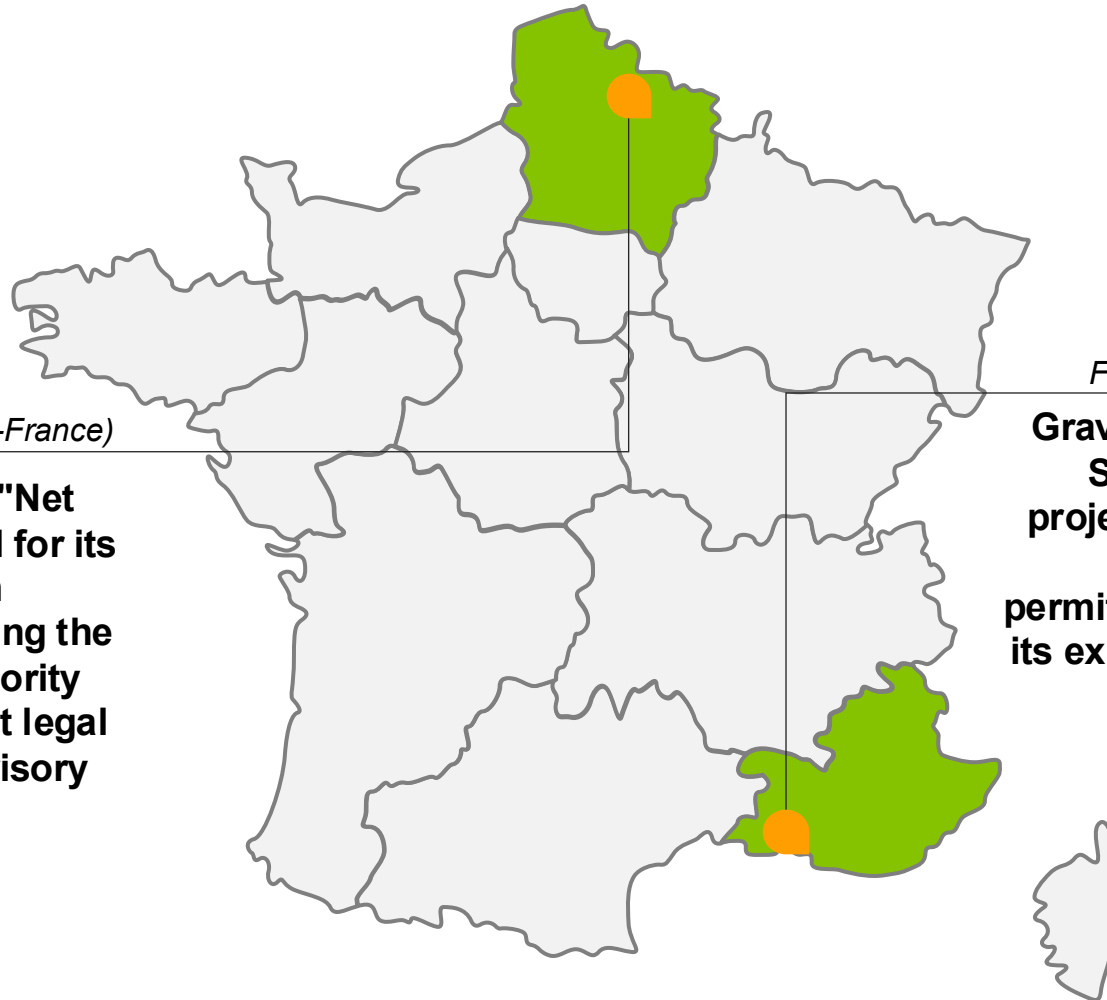 -France)
"Net
for its
ng the
ority
t legal
isory
F
Grav
S
proje
permit
its ex